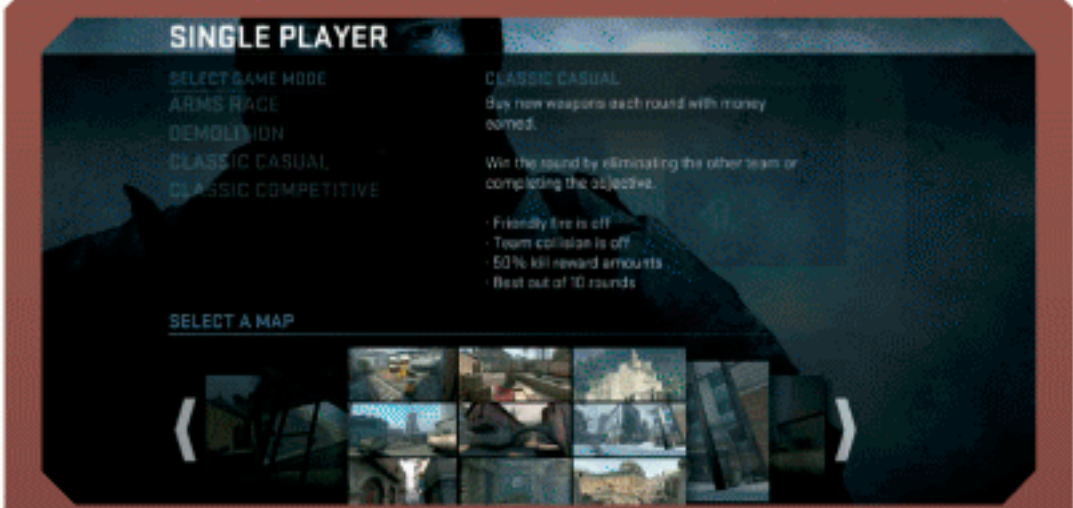 SINGLE PLAYER
SELECT GAME MODE
ARMS RACE
DEMOLITION
CLASSIC CASUAL
CLASSIC COMPETITIVE
CLASSIC CASUAL
Buy new weapons each round with money
earned.
Win the round by eliminating the other team or
completing the objective.
· Friendly fire is off
· Team collision is off
· 50% kill reward amounts
· Best out of 10 rounds
SELECT A MAP